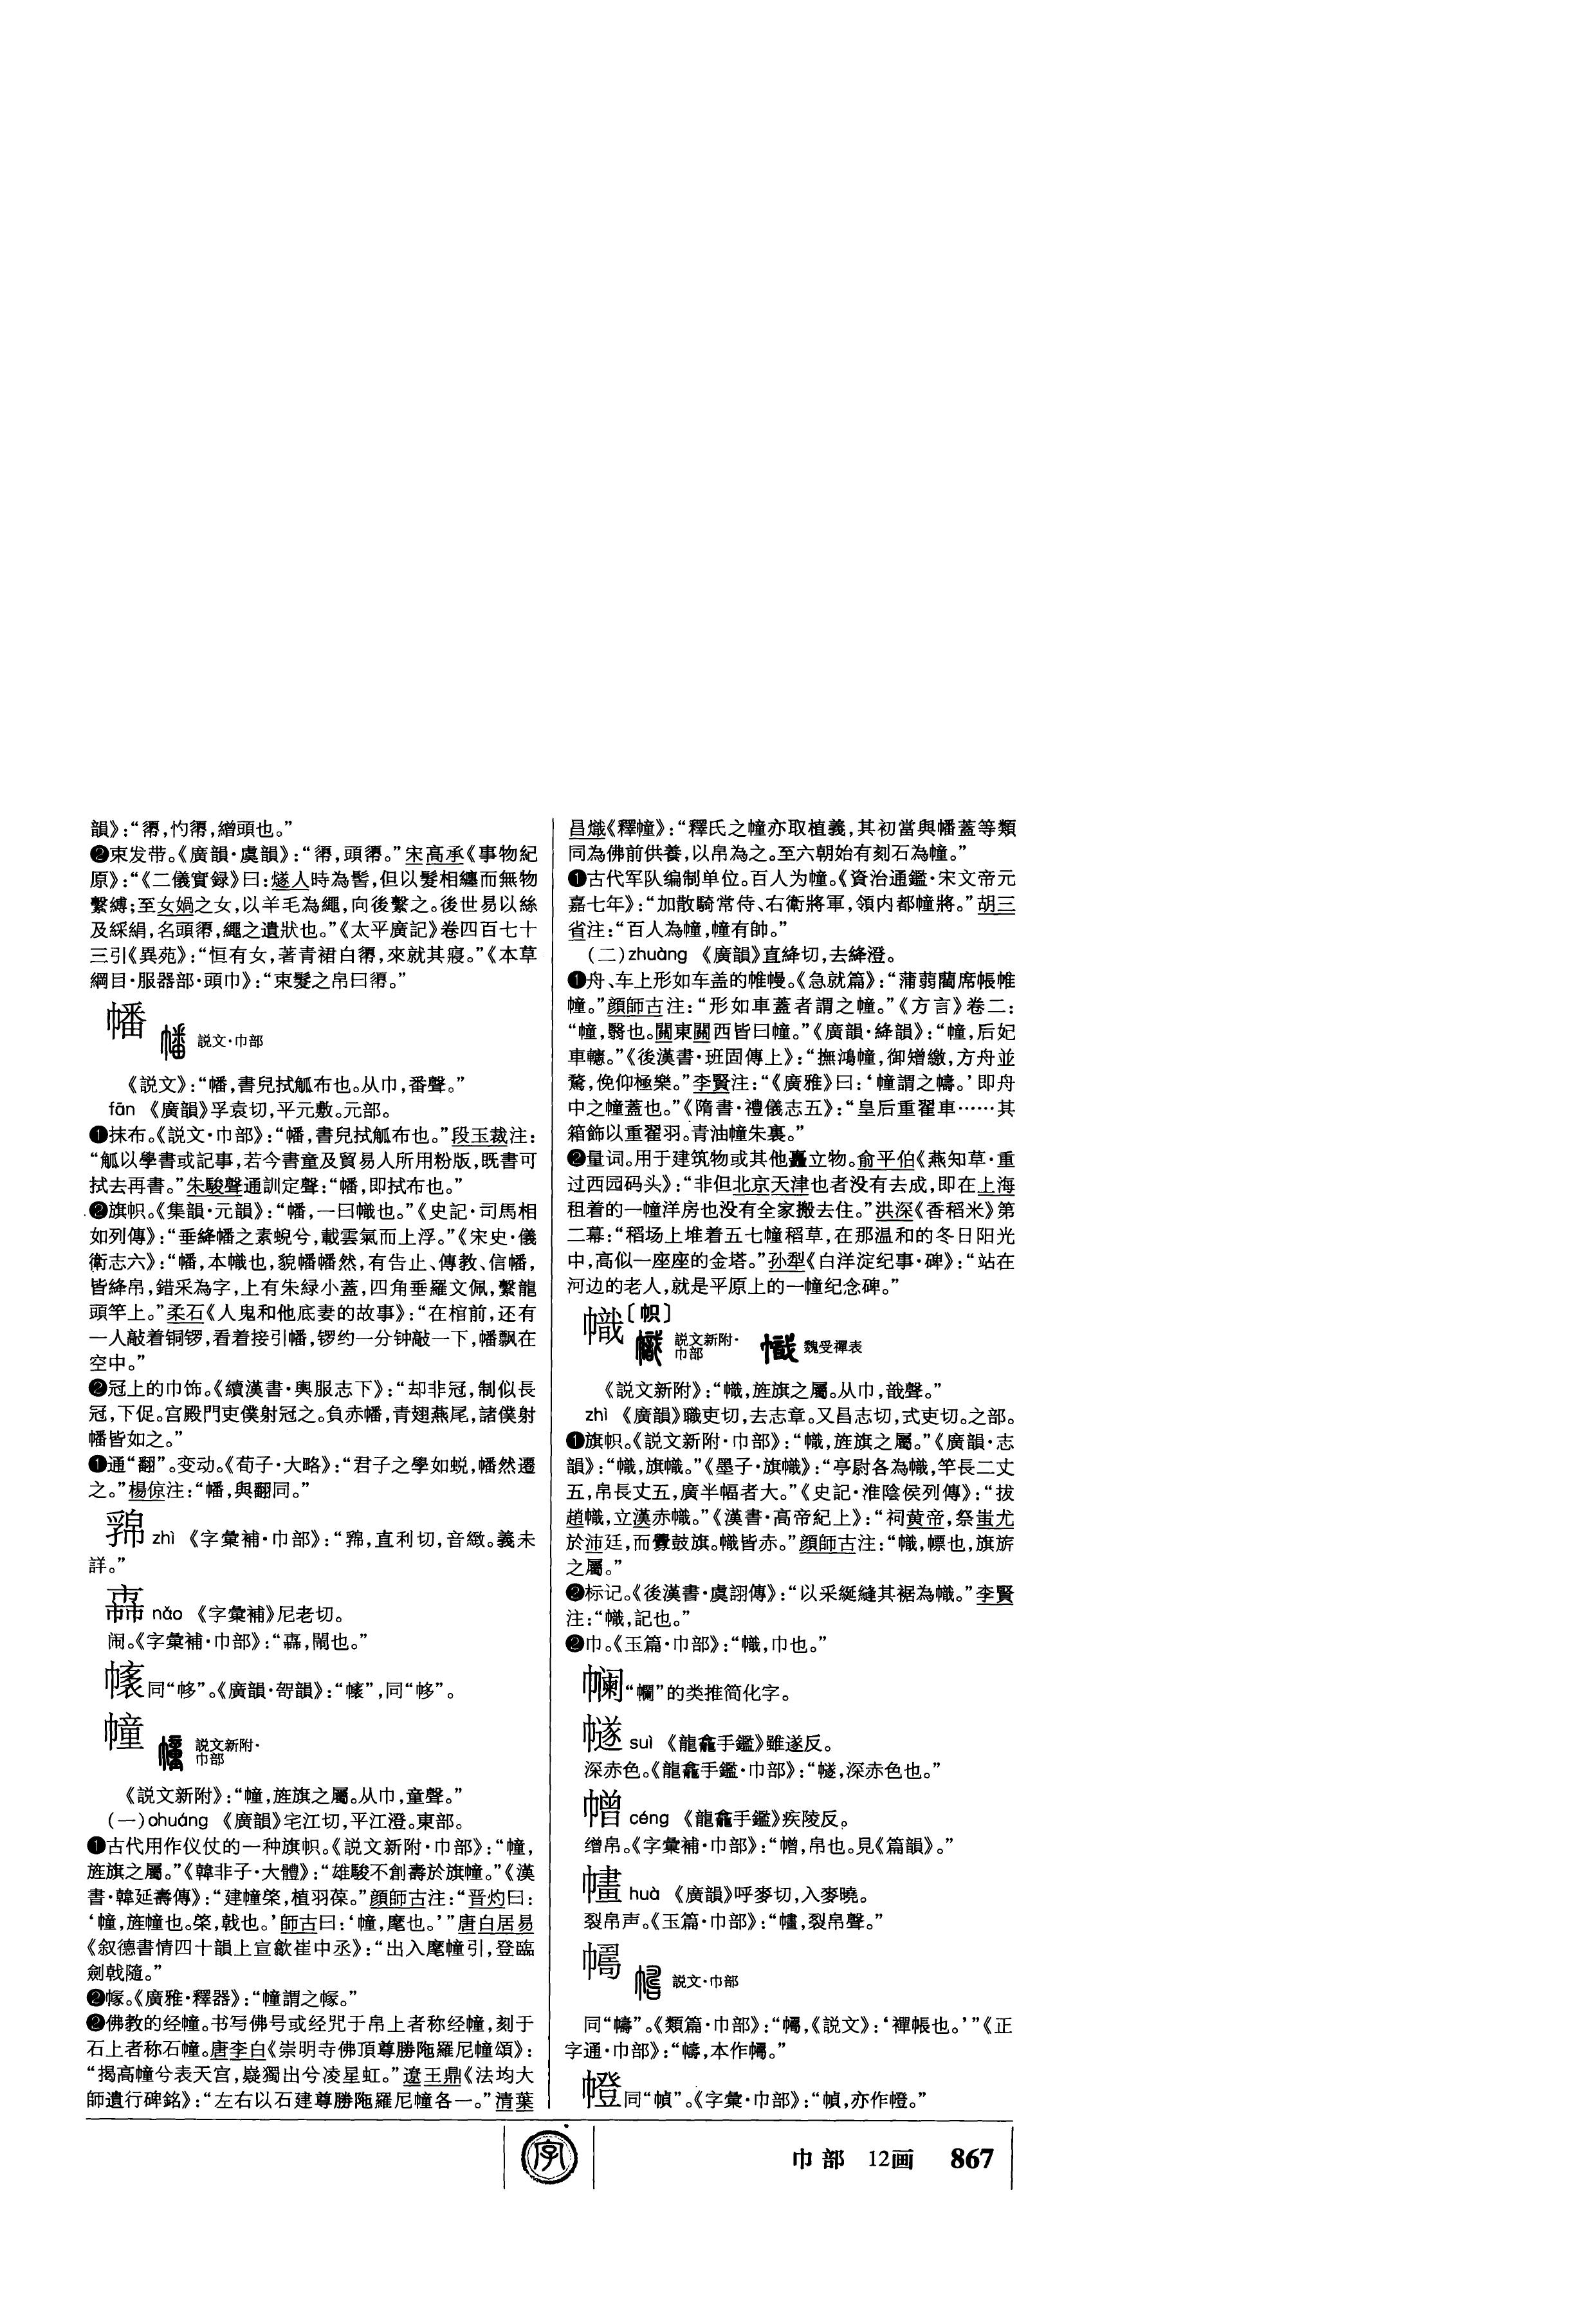 韻》：“㡏，㣿㡏，繒頭也。”
❷束发带。《廣韻·虞韻》：“㡏，頭㡏。”宋高承《事物紀
原》：“《二儀實録》曰：燧人時為髻，但以髮相纏而無物
繫縛；至女媧之女，以羊毛為繩，向後繫之。後世易以絲
及綵絹，名頭㡏，繩之遺狀也。”《太平廣記》卷四百七十
三引《異苑》：“恒有女，著青裙白㡏，來就其寢。”《本草
綱目·服器部·頭巾》：“束髮之帛曰㡏。”
幡 說文·巾部
《説文》：“幡，書兒拭觚布也。从巾，番聲。”
fān 《廣韻》孚袁切，平元敷。元部。
❶抹布。《説文·巾部》：“幡，書兒拭觚布也。”段玉裁注：
“觚以學書或記事，若今書童及貿易人所用粉版，既書可
拭去再書。”朱駿聲通訓定聲：“幡，即拭布也。”
❷旗帜。《集韻·元韻》：“幡，一曰幟也。”《史記·司馬相
如列傳》：“垂絳幡之素蜺兮，載雲氣而上浮。”《宋史·儀
衛志六》：“幡，本幟也，貌幡幡然，有告止、傳教、信幡，
皆絳帛，錯采為字，上有朱緑小蓋，四角垂羅文佩，繫龍
頭竿上。”柔石《人鬼和他底妻的故事》：“在棺前，还有
一人敲着铜锣，看着接引幡，锣约一分钟敲一下，幡飘在
空中。”
❷冠上的巾饰。《續漢書·輿服志下》：“却非冠，制似長
冠，下促。宫殿門吏僕射冠之。負赤幡，青翅燕尾，諸僕射
幡皆如之。”
❶通“翻”。变动。《荀子·大略》：“君子之學如蜕，幡然遷
之。”楊倞注：“幡，與翻同。”
zhì 《字彙補·巾部》：“，直利切，音緻。義未
詳。”
nǎo 《字彙補》尼老切。
闹。《字彙補·巾部》：“，鬧也。”
同“㡅”。《廣韻·哿韻》：“”，同“㡅”。
幢 説文新附·
巾部
《説文新附》：“幢，旌旗之屬。从巾，童聲。”
（一）chuáng 《廣韻》宅江切，平江澄。東部。
❶古代用作仪仗的一种旗帜。《説文新附·巾部》：“幢，
旌旗之屬。”《韓非子·大體》：“雄駿不創壽於旗幢。”《漢
書·韓延壽傳》：“建幢棨，植羽葆。”顔師古注：“晋灼曰：
‘幢，旌幢也。棨，戟也。’師古曰：‘幢，麾也。’”唐白居易
《叙德書情四十韻上宣歙崔中丞》：“出入麾幢引，登臨
劍戟隨。”
❷幏。《廣雅·釋器》：“幢謂之幏。”
❷佛教的经幢。书写佛号或经咒于帛上者称经幢，刻于
石上者称石幢。唐李白《崇明寺佛頂尊勝陁羅尼幢頌》：
“揭高幢兮表天宫，嶷獨出兮凌星虹。”遼王鼎《法均大
師遺行碑銘》：“左右以石建尊勝陁羅尼幢各一。”清葉
昌熾《釋幢》：“釋氏之幢亦取植義，其初當與幡蓋等類
同為佛前供養，以帛為之。至六朝始有刻石為幢。”
❶古代军队编制单位。百人为幢。《資治通鑑·宋文帝元
嘉七年》：“加散騎常侍、右衛將軍，領内都幢將。”胡三
省注：“百人為幢，幢有帥。”
（二）zhuàng 《廣韻》直絳切，去絳澄。
❶舟、车上形如车盖的帷幔。《急就篇》：“蒲蒻藺席帳帷
幢。”顔師古注：“形如車蓋者謂之幢。”《方言》卷二：
“幢，翳也。關東關西皆曰幢。”《廣韻·絳韻》：“幢，后妃
車幰。”《後漢書·班固傳上》：“撫鴻幢，御矰繳，方舟並
騖，俛仰極樂。”李賢注：“《廣雅》曰：‘幢謂之幬。’即舟
中之幢蓋也。”《隋書·禮儀志五》：“皇后重翟車……其
箱飾以重翟羽。青油幢朱裏。”
❷量词。用于建筑物或其他矗立物。俞平伯《燕知草·重
过西园码头》：“非但北京天津也者没有去成，即在上海
租着的一幢洋房也没有全家搬去住。”洪深《香稻米》第
二幕：“稻场上堆着五七幢稻草，在那温和的冬日阳光
中，高似一座座的金塔。”孙犁《白洋淀纪事·碑》：“站在
河边的老人，就是平原上的一幢纪念碑。”
幟〔帜〕 説文新附·
巾部 魏受禪表
《説文新附》：“幟，旌旗之屬。从巾，戠聲。”
zhì 《廣韻》職吏切，去志章。又昌志切，式吏切。之部。
❶旗帜。《説文新附·巾部》：“幟，旌旗之屬。”《廣韻·志
韻》：“幟，旗幟。”《墨子·旗幟》：“亭尉各為幟，竿長二丈
五，帛長丈五，廣半幅者大。”《史記·淮陰侯列傳》：“拔
趙幟，立漢赤幟。”《漢書·高帝紀上》：“祠黄帝，祭蚩尤
於沛廷，而釁鼓旗。幟皆赤。”顔師古注：“幟，幖也，旗旂
之屬。”
❷标记。《後漢書·虞詡傳》：“以采綖縫其裾為幟。”李賢
注：“幟，記也。”
❷巾。《玉篇·巾部》：“幟，巾也。”
“幱”的类推简化字。
suì 《龍龕手鑑》雖遂反。
深赤色。《龍龕手鑑·巾部》：“，深赤色也。”
㡟 céng 《龍龕手鑑》疾陵反。
缯帛。《字彙補·巾部》：“㡟，帛也。見《篇韻》。”
huà 《廣韻》呼麥切，入麥曉。
裂帛声。《玉篇·巾部》：“，裂帛聲。”
説文·巾部
同“幬”。《類篇·巾部》：“，《説文》：‘襌帳也。’”《正
字通·巾部》：“幬，本作。”
㡠同“幀”。《字彙·巾部》：“幀，亦作㡠。”
字
巾部 12画 867